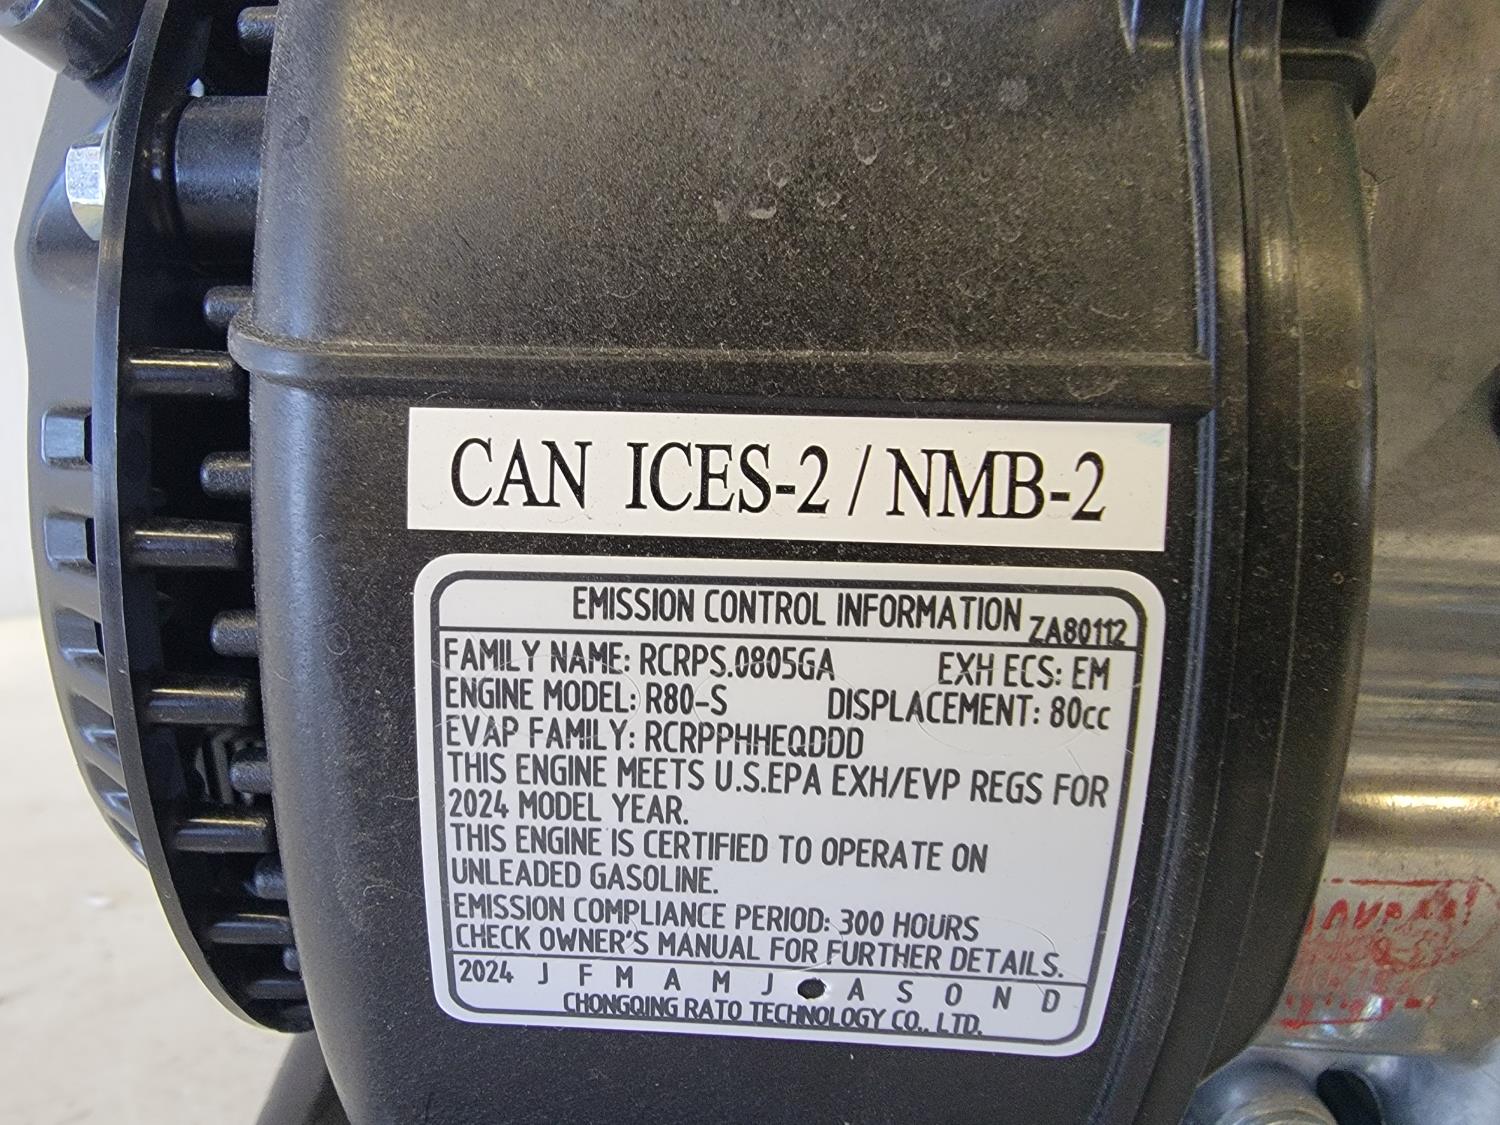 CAN ICES-2 / NMB-2
EMISSION CONTROL INFORMATION ZA80112
FAMILY NAME: RCRPS.0805GA EXH ECS: EM
ENGINE MODEL: R80-S DISPLACEMENT: 80cc
EVAP FAMILY: RCRPPHHEQDDD
THIS ENGINE MEETS U.S.EPA EXH/EVP REGS FOR
2024 MODEL YEAR.
THIS ENGINE IS CERTIFIED TO OPERATE ON
UNLEADED GASOLINE.
EMISSION COMPLIANCE PERIOD: 300 HOURS
CHECK OWNER'S MANUAL FOR FURTHER DETAILS.
2024 J F M A M J A S O N D
CHONGQING RATO TECHNOLOGY CO., LTD.